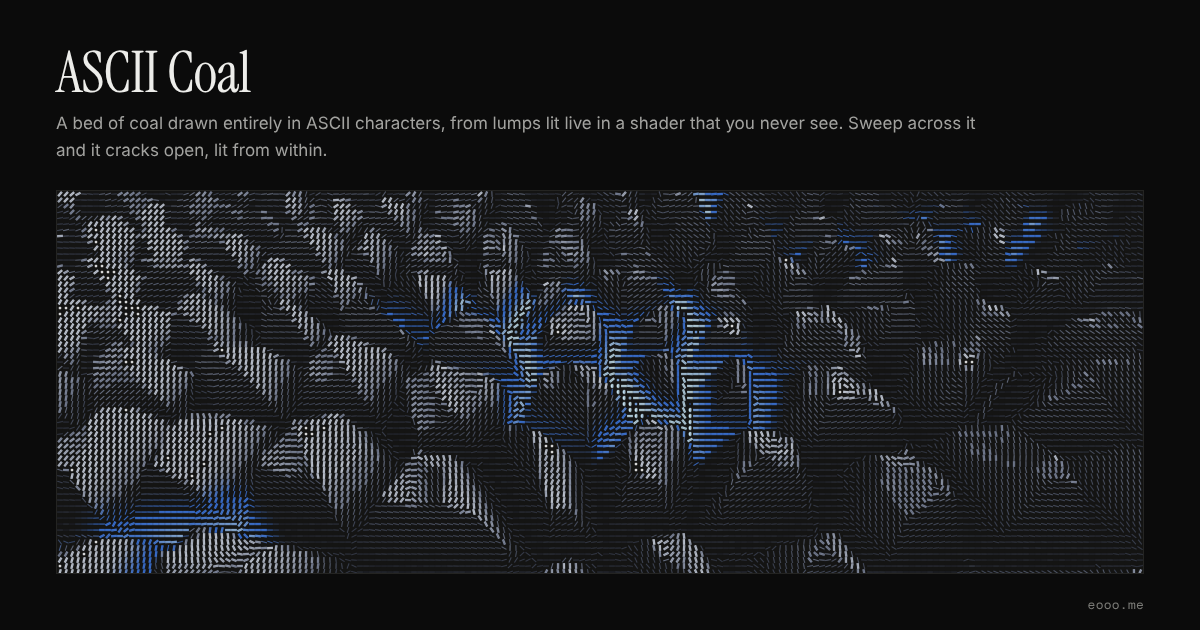 ASCII Coal
A bed of coal drawn entirely in ASCII characters, from lumps lit live in a shader that you never see. Sweep across it
and it cracks open, lit from within.
eooo.me